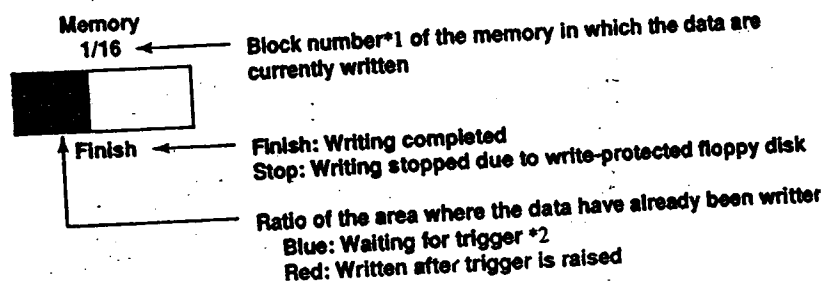 Memory
1/16
Block number*1 of the memory in which the data are
currently written
Finish
Finish: Writing completed
Stop: Writing stopped due to write-protected floppy disk
Ratio of the area where the data have already been writter
Blue: Waiting for trigger *2
Red: Written after trigger is raised